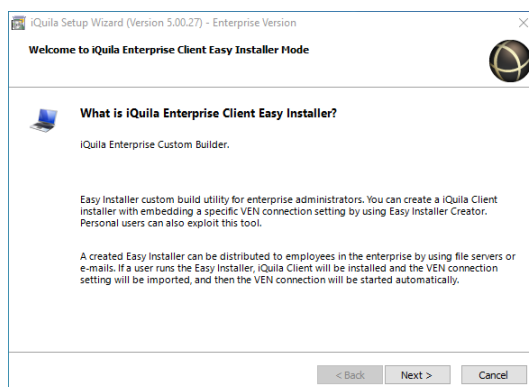 iQuila Setup Wizard (Version 5.00.27) - Enterprise Version
Welcome to iQuila Enterprise Client Easy Installer Mode
What is iQuila Enterprise Client Easy Installer?
iQuila Enterprise Custom Builder.
Easy Installer custom build utility for enterprise administrators. You can create a iQuila Client
installer with embedding a specific VEN connection setting by using Easy Installer Creator.
Personal users can also exploit this tool.
A created Easy Installer can be distributed to employees in the enterprise by using file servers or
e-mails. If a user runs the Easy Installer, iQuila Client will be installed and the VEN connection
setting will be imported, and then the VEN connection will be started automatically.
< Back Next > Cancel